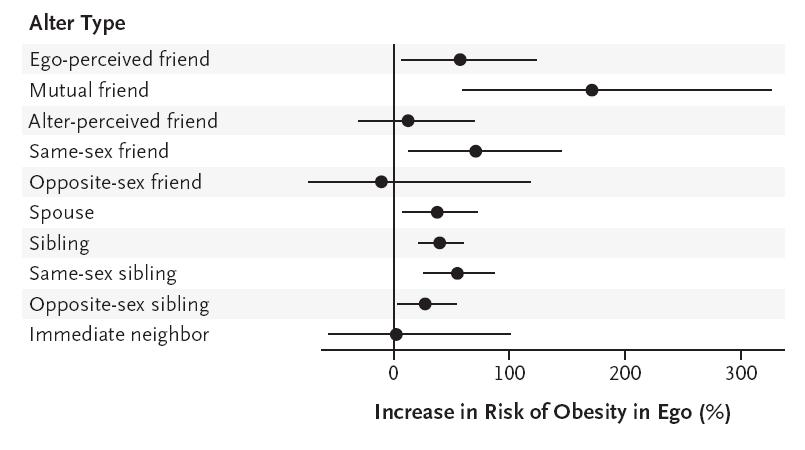 Alter Type
Ego-perceived friend
Mutual friend
Alter-perceived friend
Same-sex friend
Opposite-sex friend
Spouse
Sibling
Same-sex sibling
Opposite-sex sibling
Immediate neighbor
0 100 200 300
Increase in Risk of Obesity in Ego (%)